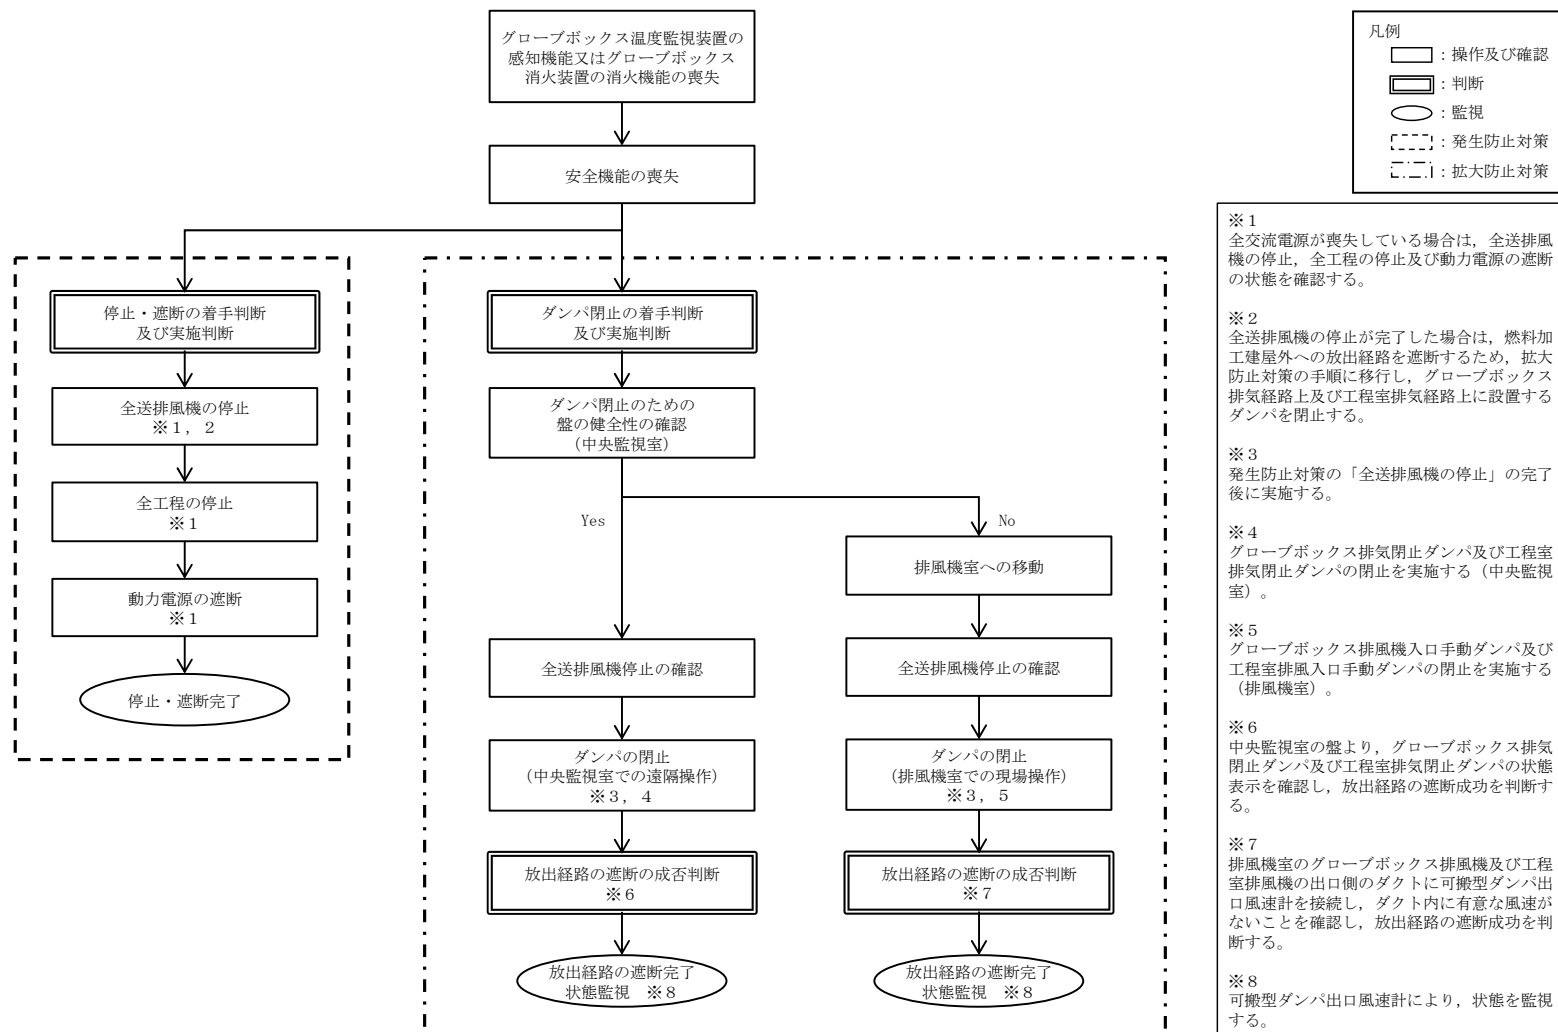 グローブボックス温度監視装置の
感知機能又はグローブボックス
消火装置の消火機能の喪失
安全機能の喪失
停止・遮断の着手判断
及び実施判断
全送排風機の停止
※１，２
全工程の停止
※１
動力電源の遮断
※１
停止・遮断完了
ダンパ閉止の着手判断
及び実施判断
ダンパ閉止のための
盤の健全性の確認
（中央監視室）
Yes
No
全送排風機停止の確認
ダンパの閉止
（中央監視室での遠隔操作）
※３，４
放出経路の遮断の成否判断
※６
放出経路の遮断完了
状態監視　※８
排風機室への移動
全送排風機停止の確認
ダンパの閉止
（排風機室での現場操作）
※３，５
放出経路の遮断の成否判断
※７
放出経路の遮断完了
状態監視　※８
凡例
：操作及び確認
：判断
：監視
：発生防止対策
：拡大防止対策
※１
全交流電源が喪失している場合は，全送排風
機の停止，全工程の停止及び動力電源の遮断
の状態を確認する。
※２
全送排風機の停止が完了した場合は，燃料加
工建屋外への放出経路を遮断するため，拡大
防止対策の手順に移行し，グローブボックス
排気経路上及び工程室排気経路上に設置する
ダンパを閉止する。
※３
発生防止対策の「全送排風機の停止」の完了
後に実施する。
※４
グローブボックス排気閉止ダンパ及び工程室
排気閉止ダンパの閉止を実施する（中央監視
室）。
※５
グローブボックス排風機入口手動ダンパ及び
工程室排風入口手動ダンパの閉止を実施する
（排風機室）。
※６
中央監視室の盤より，グローブボックス排気
閉止ダンパ及び工程室排気閉止ダンパの状態
表示を確認し，放出経路の遮断成功を判断す
る。
※７
排風機室のグローブボックス排風機及び工程
室排風機の出口側のダクトに可搬型ダンパ出
口風速計を接続し，ダクト内に有意な風速が
ないことを確認し，放出経路の遮断成功を判
断する。
※８
可搬型ダンパ出口風速計により，状態を監視
する。